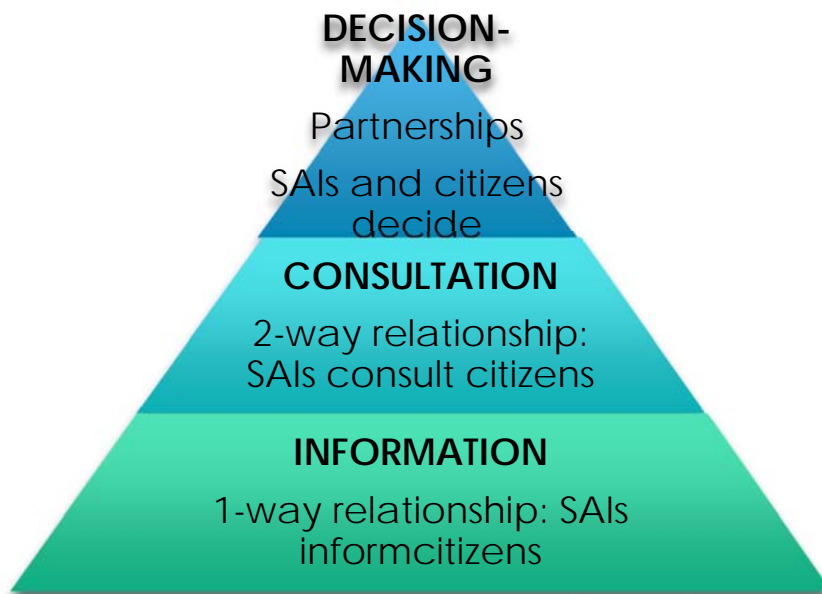 DECISION-
MAKING
Partnerships
SAIs and citizens
decide
CONSULTATION
2-way relationship:
SAIs consult citizens
INFORMATION
1-way relationship: SAIs
informcitizens